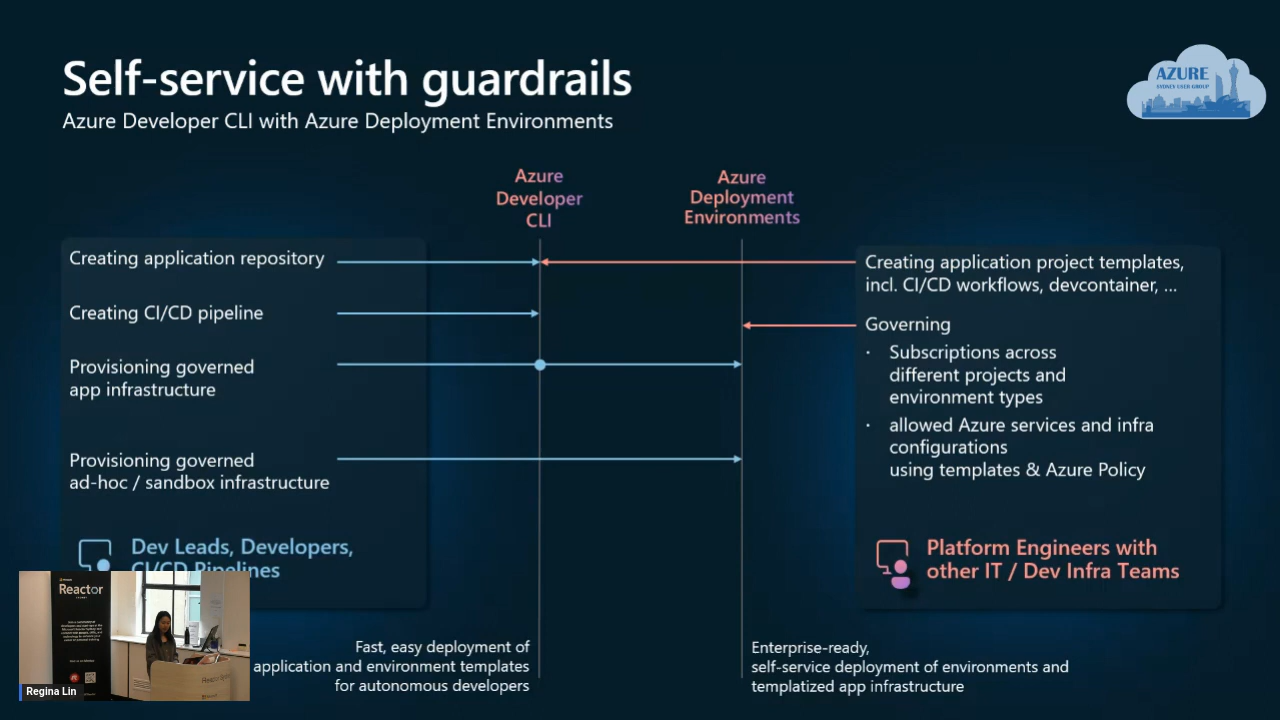 Self-service with guardrails
Azure Developer CLI with Azure Deployment Environments
AZURE
SYDNEY USER GROUP
Azure
Developer
CLI
Azure
Deployment
Environments
Creating application repository
Creating CI/CD pipeline
Provisioning governed
app infrastructure
Provisioning governed
ad-hoc / sandbox infrastructure
Dev Leads, Developers,
CI/CD Pipelines
Creating application project templates,
incl. CI/CD workflows, devcontainer, ...
Governing
· Subscriptions across
different projects and
environment types
· allowed Azure services and infra
configurations
using templates & Azure Policy
Platform Engineers with
other IT / Dev Infra Teams
Fast, easy deployment of
application and environment templates
for autonomous developers
Enterprise-ready,
self-service deployment of environments and
templatized app infrastructure
Reactor
Regina Lin